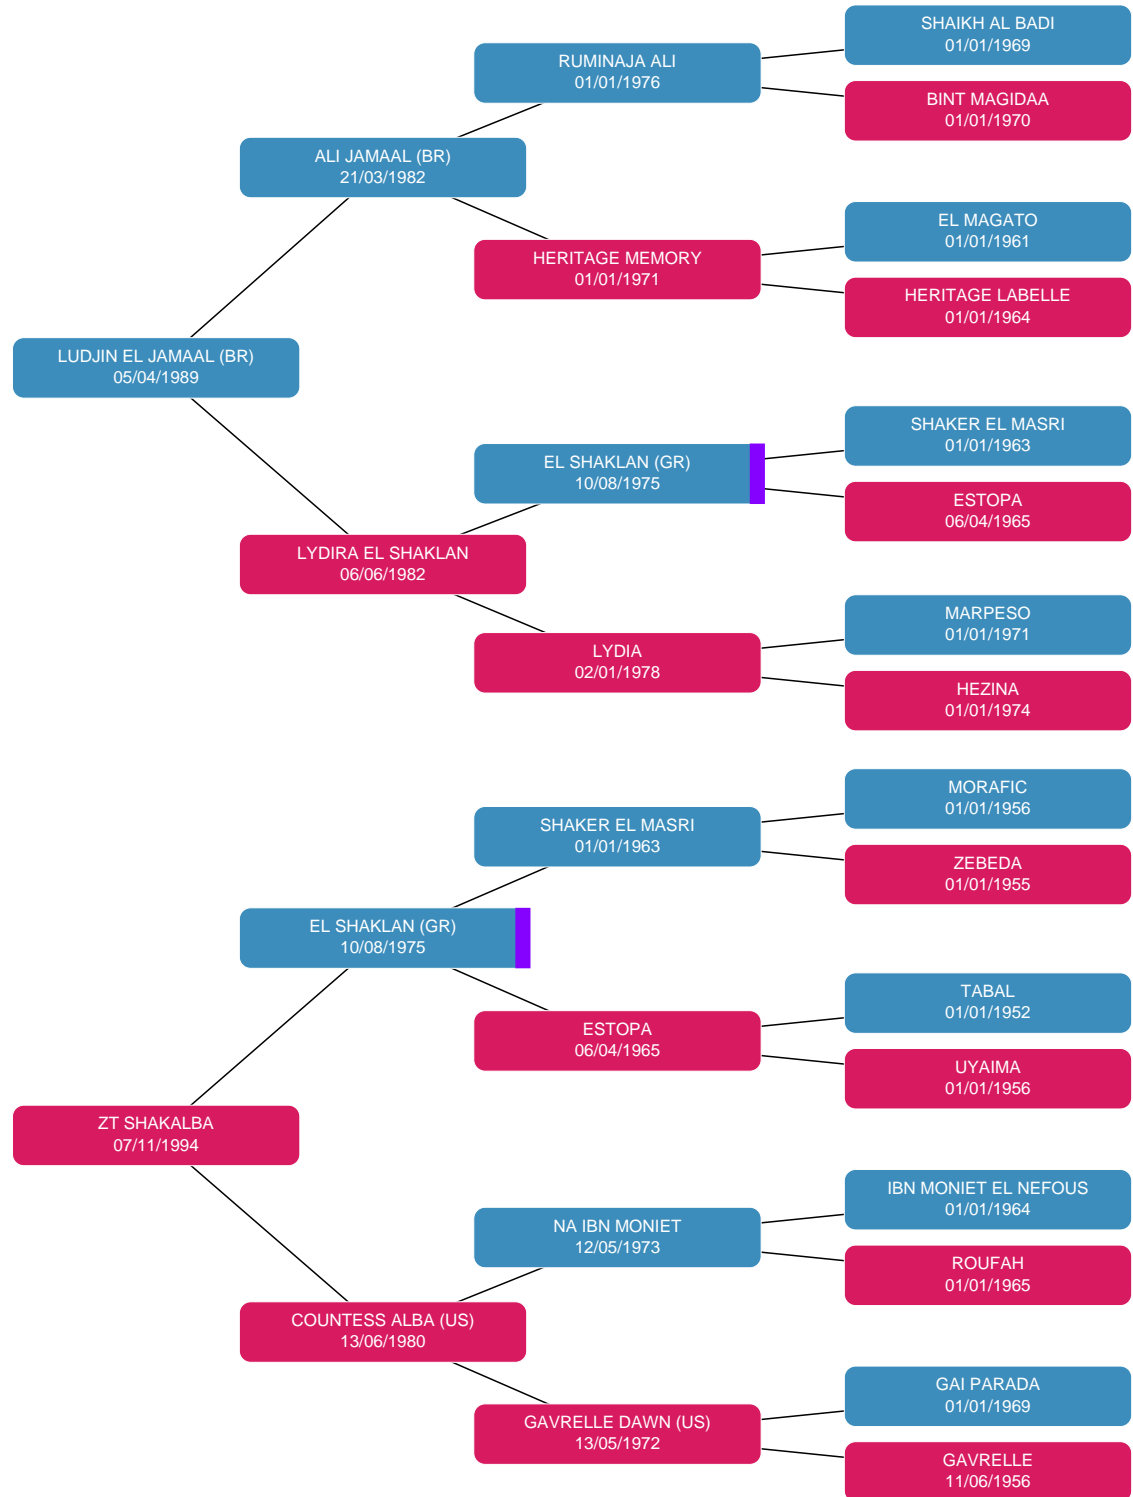 SHAIKH AL BADI
01/01/1969
RUMINAJA ALI
01/01/1976
BINT MAGIDAA
01/01/1970
ALI JAMAAL (BR)
21/03/1982
EL MAGATO
01/01/1961
HERITAGE MEMORY
01/01/1971
HERITAGE LABELLE
01/01/1964
LUDJIN EL JAMAAL (BR)
05/04/1989
SHAKER EL MASRI
01/01/1963
EL SHAKLAN (GR)
10/08/1975
ESTOPA
06/04/1965
LYDIRA EL SHAKLAN
06/06/1982
MARPESO
01/01/1971
LYDIA
02/01/1978
HEZINA
01/01/1974
MORAFIC
01/01/1956
SHAKER EL MASRI
01/01/1963
ZEBEDA
01/01/1955
EL SHAKLAN (GR)
10/08/1975
TABAL
01/01/1952
ESTOPA
06/04/1965
UYAIMA
01/01/1956
ZT SHAKALBA
07/11/1994
IBN MONIET EL NEFOUS
01/01/1964
NA IBN MONIET
12/05/1973
ROUFAH
01/01/1965
COUNTESS ALBA (US)
13/06/1980
GAI PARADA
01/01/1969
GAVRELLE DAWN (US)
13/05/1972
GAVRELLE
11/06/1956